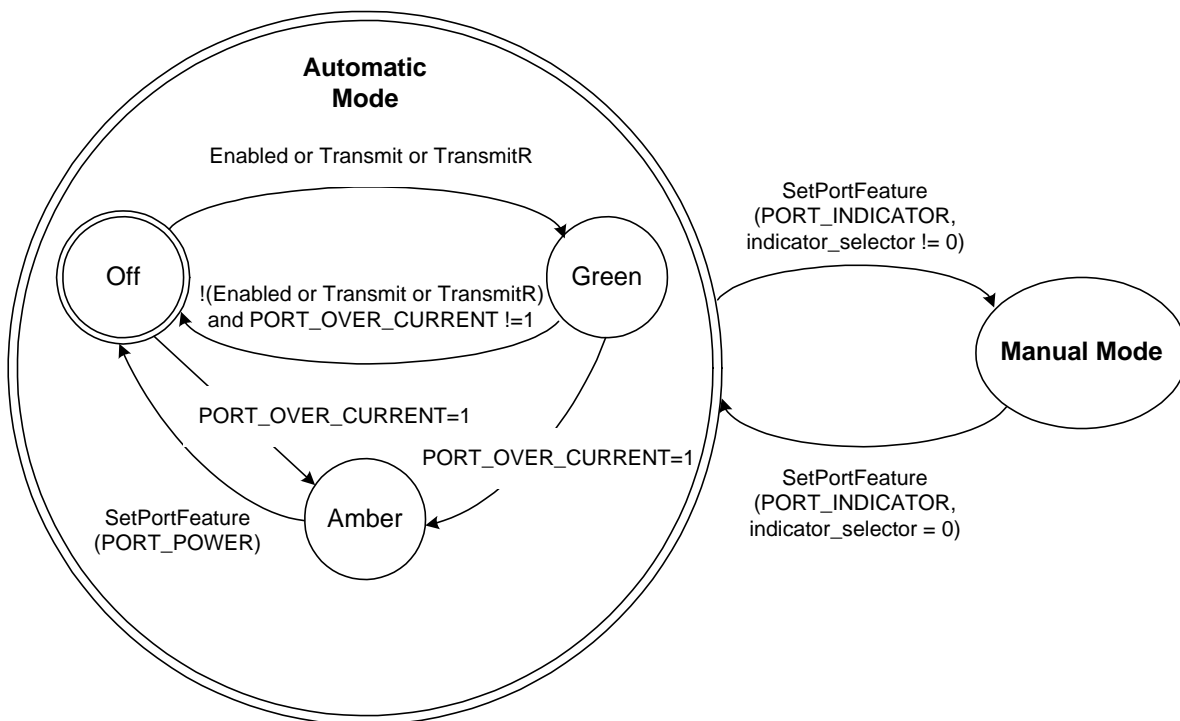 Automatic
Mode
Enabled or Transmit or TransmitR
Off
Green
!(Enabled or Transmit or TransmitR)
and PORT_OVER_CURRENT !=1
PORT_OVER_CURRENT=1
PORT_OVER_CURRENT=1
SetPortFeature
(PORT_POWER)
Amber
SetPortFeature
(PORT_INDICATOR,
indicator_selector != 0)
Manual Mode
SetPortFeature
(PORT_INDICATOR,
indicator_selector = 0)